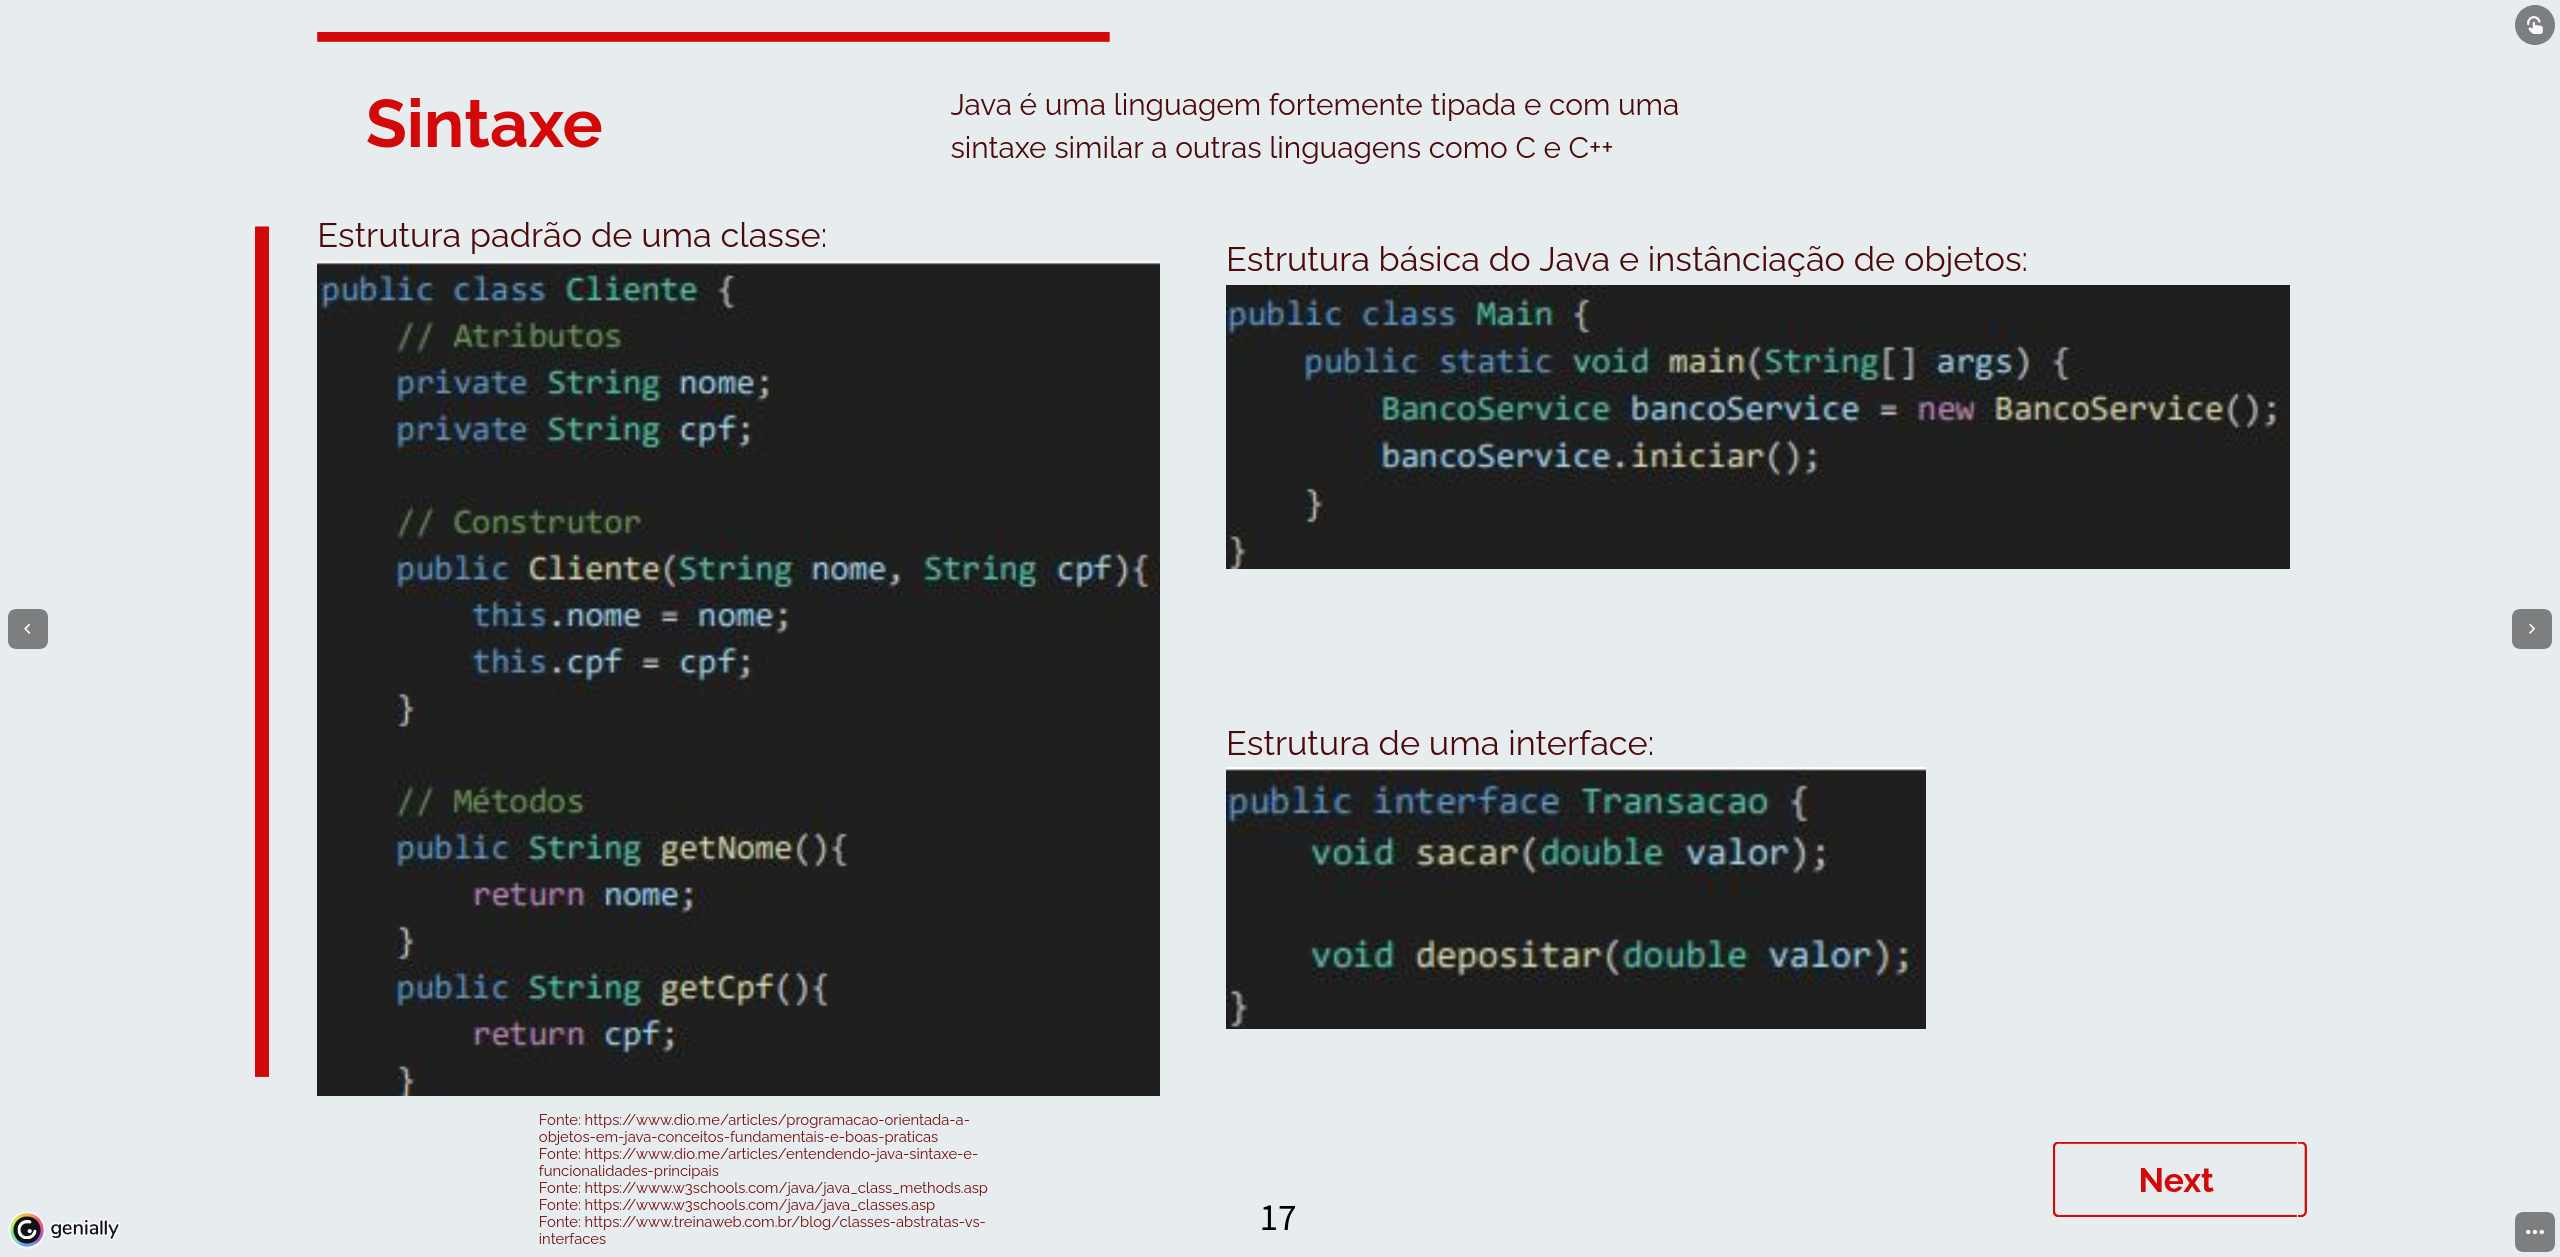 Sintaxe
Java é uma linguagem fortemente tipada e com uma
sintaxe similar a outras linguagens como C e C++
Estrutura padrão de uma classe:
public class Cliente {
// Atributos
private String nome;
private String cpf;
// Construtor
public Cliente(String nome, String cpf){
this.nome = nome;
this.cpf = cpf;
}
// Métodos
public String getNome(){
return nome;
}
public String getCpf(){
return cpf;
}
Estrutura básica do Java e instânciação de objetos:
public class Main {
public static void main(String[] args) {
BancoService bancoService = new BancoService();
bancoService.iniciar();
}
}
Estrutura de uma interface:
public interface Transacao {
void sacar(double valor);
void depositar(double valor);
}
Fonte: https://www.dio.me/articles/programacao-orientada-a-
objetos-em-java-conceitos-fundamentais-e-boas-praticas
Fonte: https://www.dio.me/articles/entendendo-java-sintaxe-e-
funcionalidades-principais
Fonte: https://www.w3schools.com/java/java_class_methods.asp
Fonte: https://www.w3schools.com/java/java_classes.asp
Fonte: https://www.treinaweb.com.br/blog/classes-abstratas-vs-
interfaces
17
Next
genially